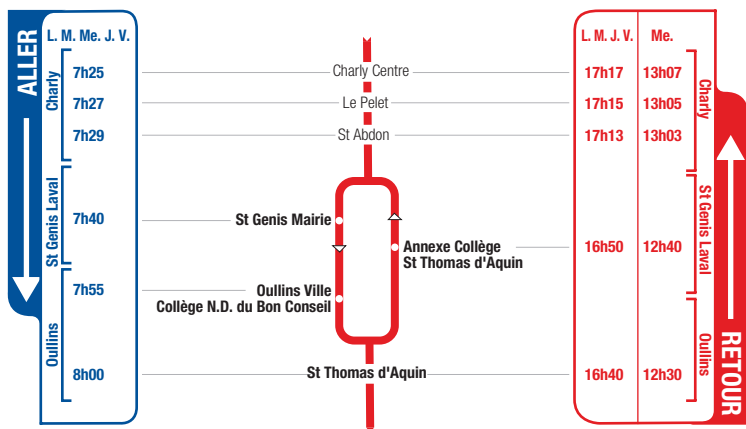 ALLER
L. M. Me. J. V.
L. M. J. V.
Me.
Charly
7h25
Charly Centre
17h17
13h07
Charly
7h27
Le Pelet
17h15
13h05
7h29
St Abdon
17h13
13h03
St Genis Laval
7h40
St Genis Mairie
St Genis Laval
Annexe Collège
St Thomas d'Aquin
16h50
12h40
Oullins
7h55
Oullins Ville
Collège N.D. du Bon Conseil
Oullins
8h00
St Thomas d'Aquin
16h40
12h30
RETOUR